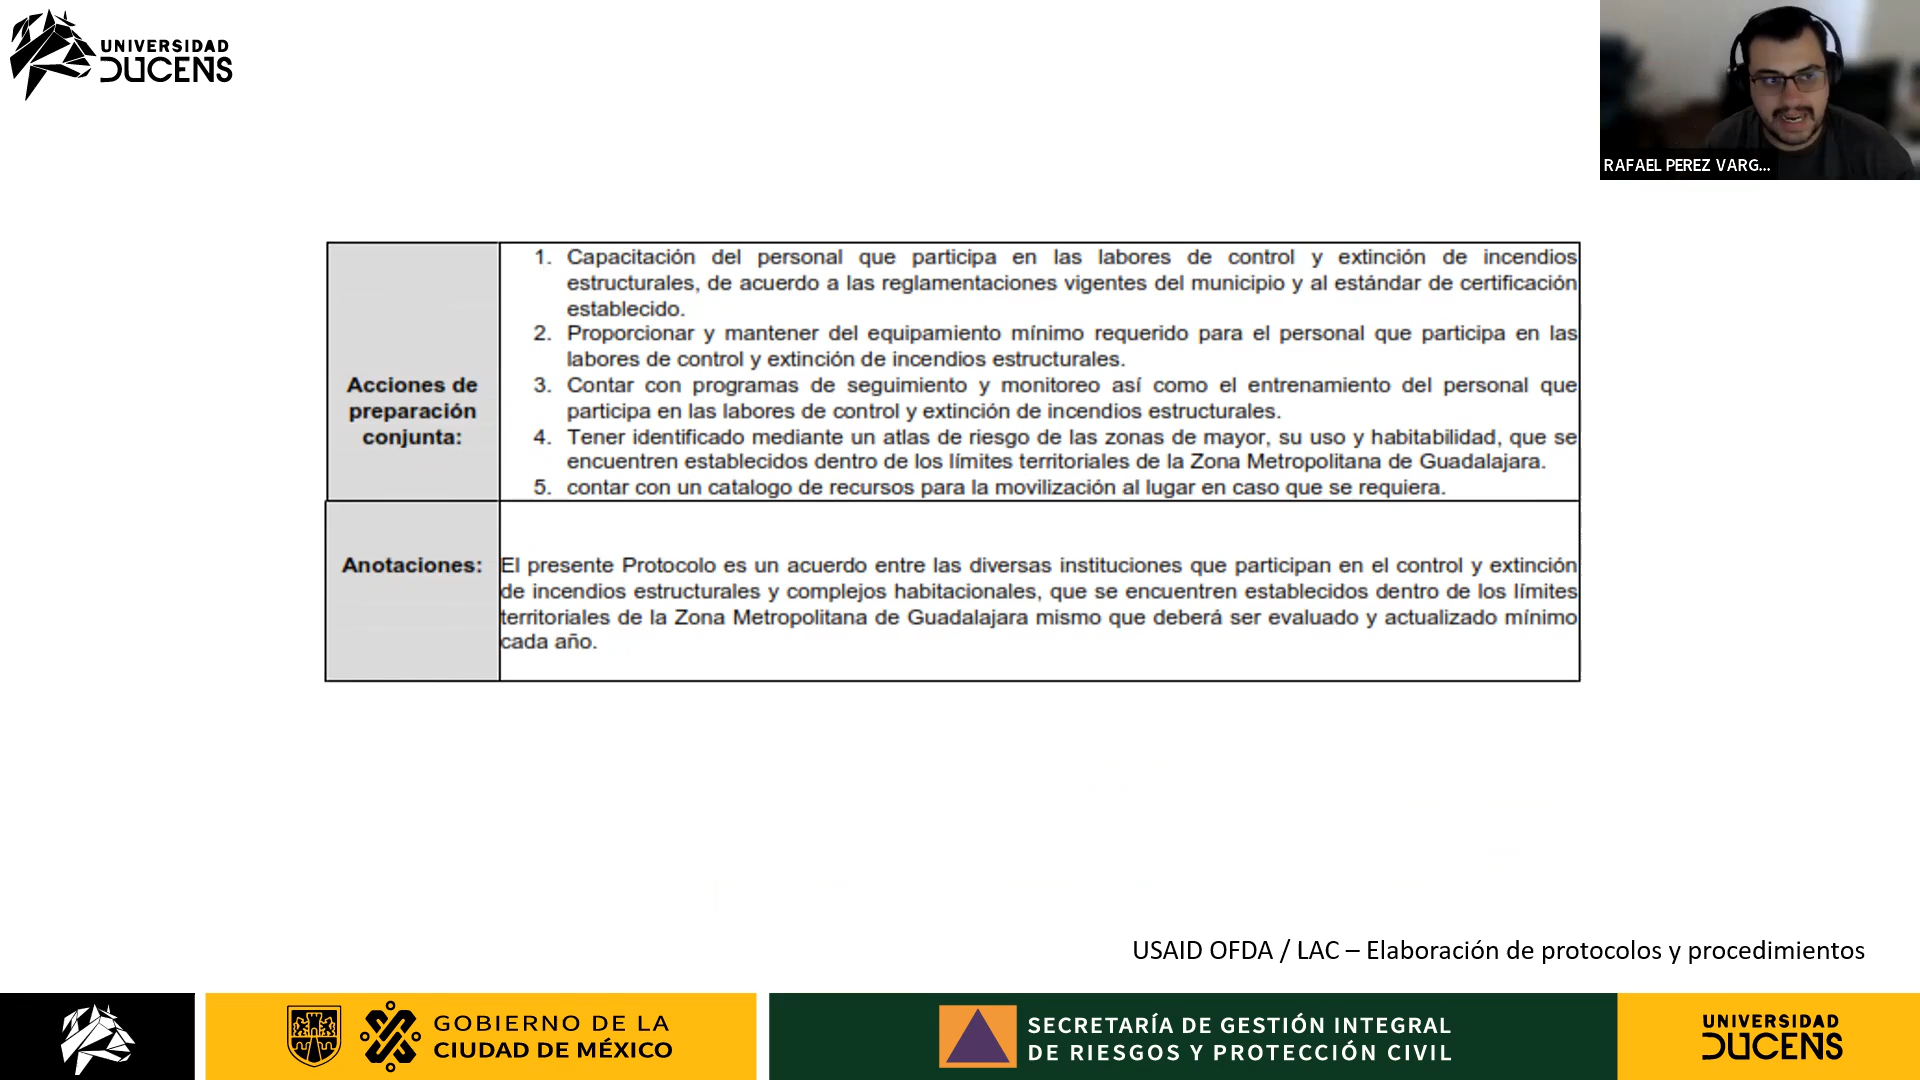 UNIVERSIDAD
DUCENS
RAFAEL PEREZ VARG...
1. Capacitación del personal que participa en las labores de control y extinción de incendios
estructurales, de acuerdo a las reglamentaciones vigentes del municipio y al estándar de certificación
establecido.
2. Proporcionar y mantener del equipamiento mínimo requerido para el personal que participa en las
labores de control y extinción de incendios estructurales.
Acciones de
preparación
conjunta:
3. Contar con programas de seguimiento y monitoreo así como el entrenamiento del personal que
participa en las labores de control y extinción de incendios estructurales.
4. Tener identificado mediante un atlas de riesgo de las zonas de mayor, su uso y habitabilidad, que se
encuentren establecidos dentro de los límites territoriales de la Zona Metropolitana de Guadalajara.
5. contar con un catalogo de recursos para la movilización al lugar en caso que se requiera.
Anotaciones:
El presente Protocolo es un acuerdo entre las diversas instituciones que participan en el control y extinción
de incendios estructurales y complejos habitacionales, que se encuentren establecidos dentro de los límites
territoriales de la Zona Metropolitana de Guadalajara mismo que deberá ser evaluado y actualizado mínimo
cada año.
USAID OFDA / LAC – Elaboración de protocolos y procedimientos
GOBIERNO DE LA
CIUDAD DE MÉXICO
SECRETARÍA DE GESTIÓN INTEGRAL
DE RIESGOS Y PROTECCIÓN CIVIL
UNIVERSIDAD
DUCENS